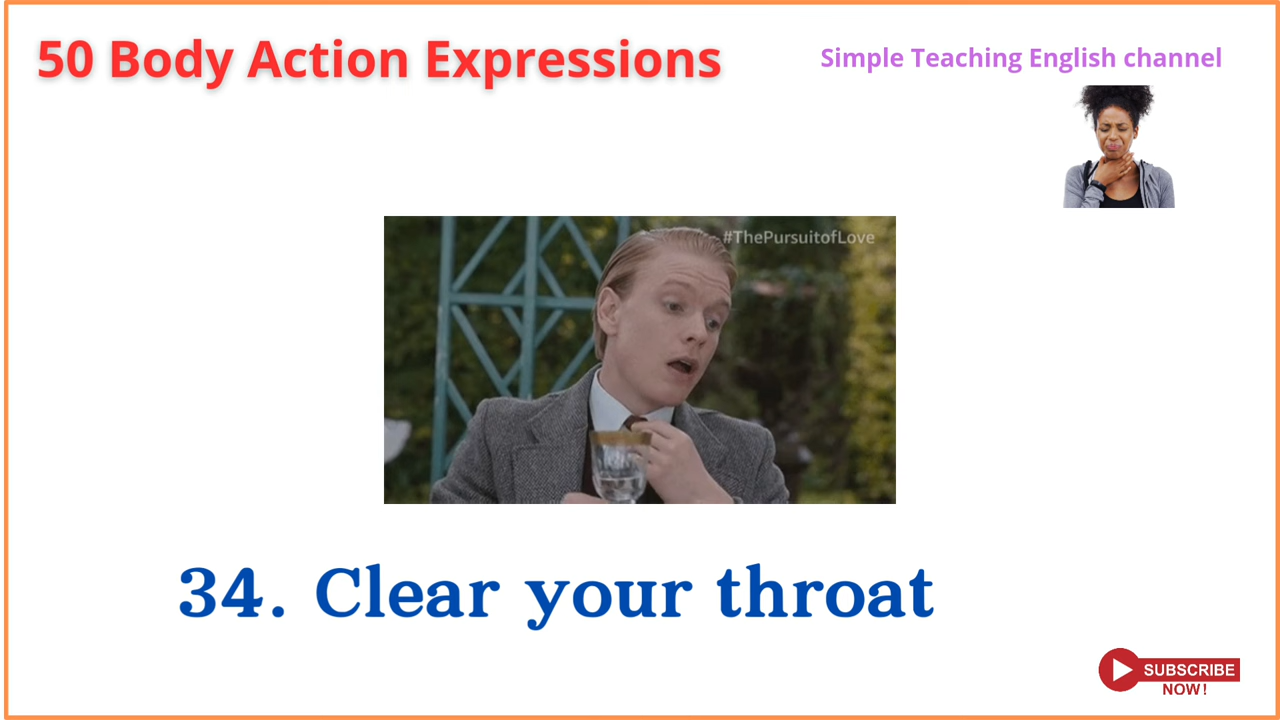 50 Body Action Expressions
Simple Teaching English channel
#ThePursuitofLove
34. Clear your throat
SUBSCRIBE
NOW!